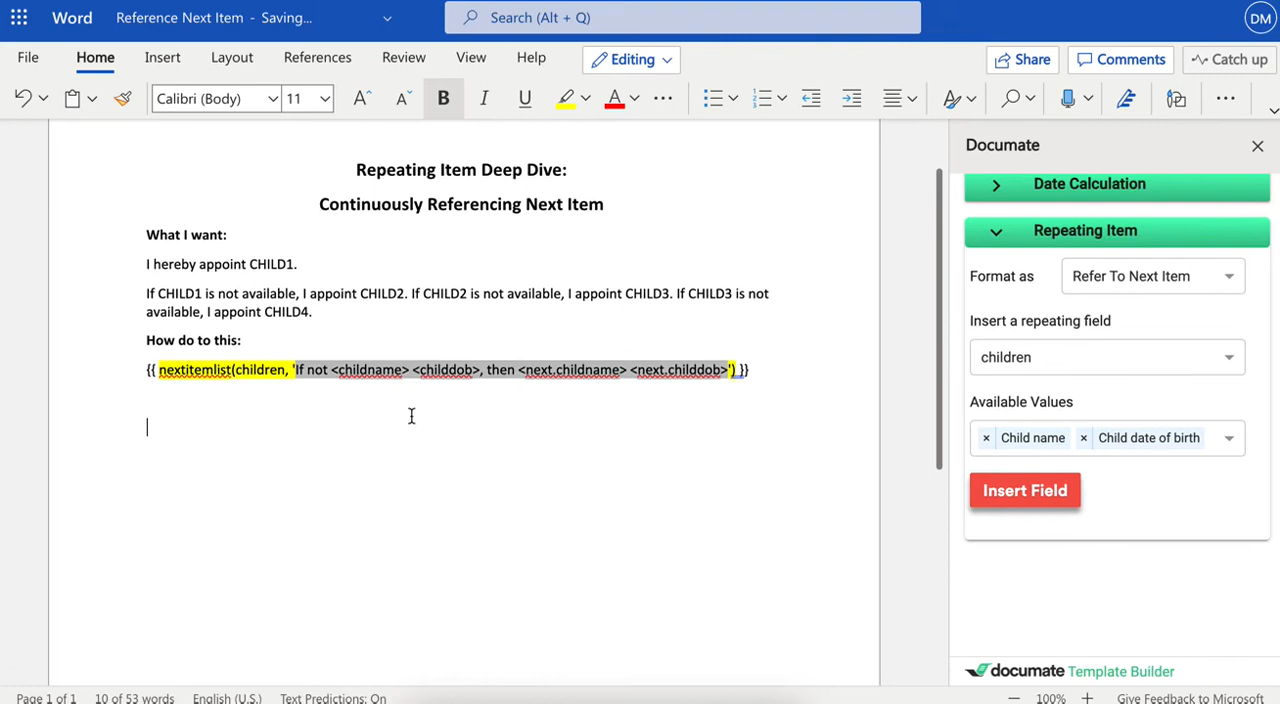 Word
Reference Next Item - Saving...
Search (Alt + Q)
DM
File
Home
Insert
Layout
References
Review
View
Help
Editing
Share
Comments
Catch up
Calibri (Body)
11
Repeating Item Deep Dive:
Continuously Referencing Next Item
What I want:
I hereby appoint CHILD1.
If CHILD1 is not available, I appoint CHILD2. If CHILD2 is not available, I appoint CHILD3. If CHILD3 is not
available, I appoint CHILD4.
How do to this:
{{ nextitemlist(children, 'If not <childname> <childdob>, then <next.childname> <next.childdob>') }}
Documate
Date Calculation
Repeating Item
Format as
Refer To Next Item
Insert a repeating field
children
Available Values
× Child name
× Child date of birth
Insert Field
documate Template Builder
Page 1 of 1
10 of 53 words
English (U.S.)
Text Predictions: On
100%
Give Feedback to Microsoft